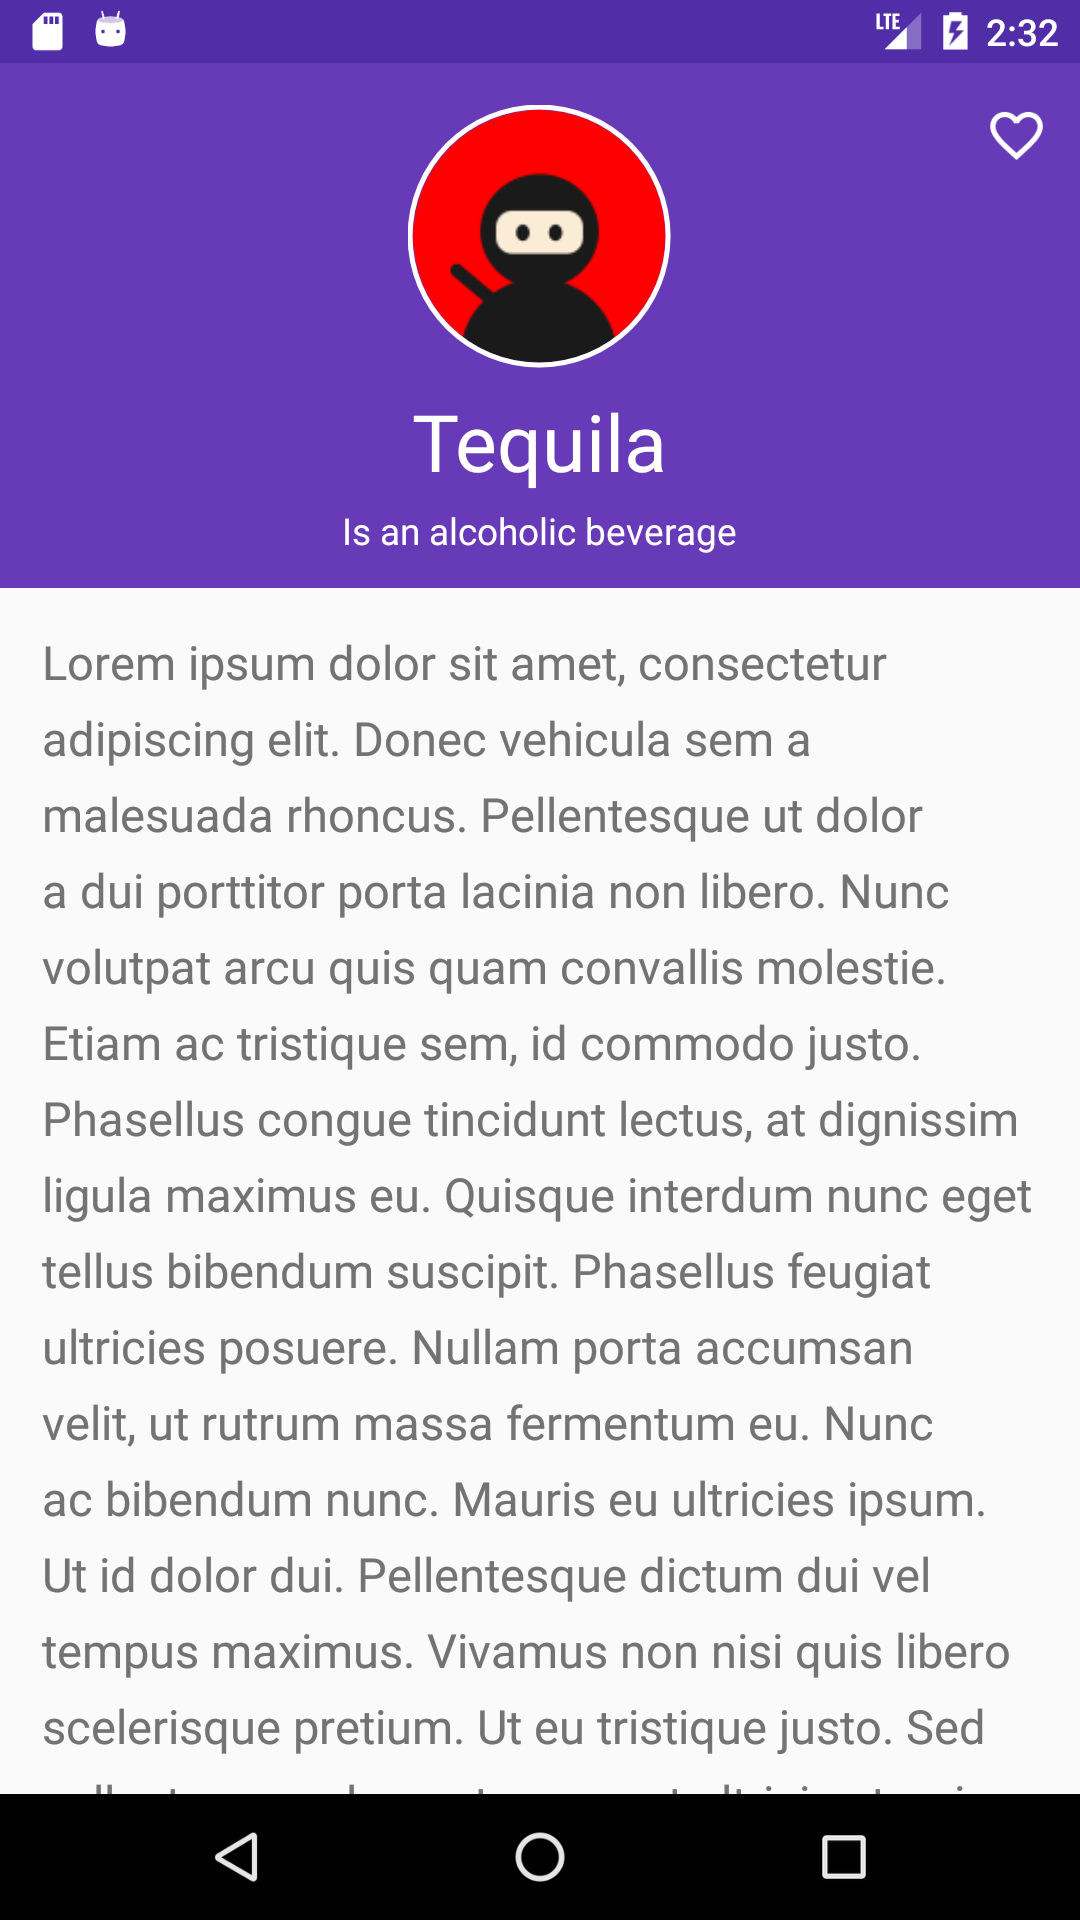 LTE 2:32
Tequila
Is an alcoholic beverage
Lorem ipsum dolor sit amet, consectetur
adipiscing elit. Donec vehicula sem a
malesuada rhoncus. Pellentesque ut dolor
a dui porttitor porta lacinia non libero. Nunc
volutpat arcu quis quam convallis molestie.
Etiam ac tristique sem, id commodo justo.
Phasellus congue tincidunt lectus, at dignissim
ligula maximus eu. Quisque interdum nunc eget
tellus bibendum suscipit. Phasellus feugiat
ultricies posuere. Nullam porta accumsan
velit, ut rutrum massa fermentum eu. Nunc
ac bibendum nunc. Mauris eu ultricies ipsum.
Ut id dolor dui. Pellentesque dictum dui vel
tempus maximus. Vivamus non nisi quis libero
scelerisque pretium. Ut eu tristique justo. Sed